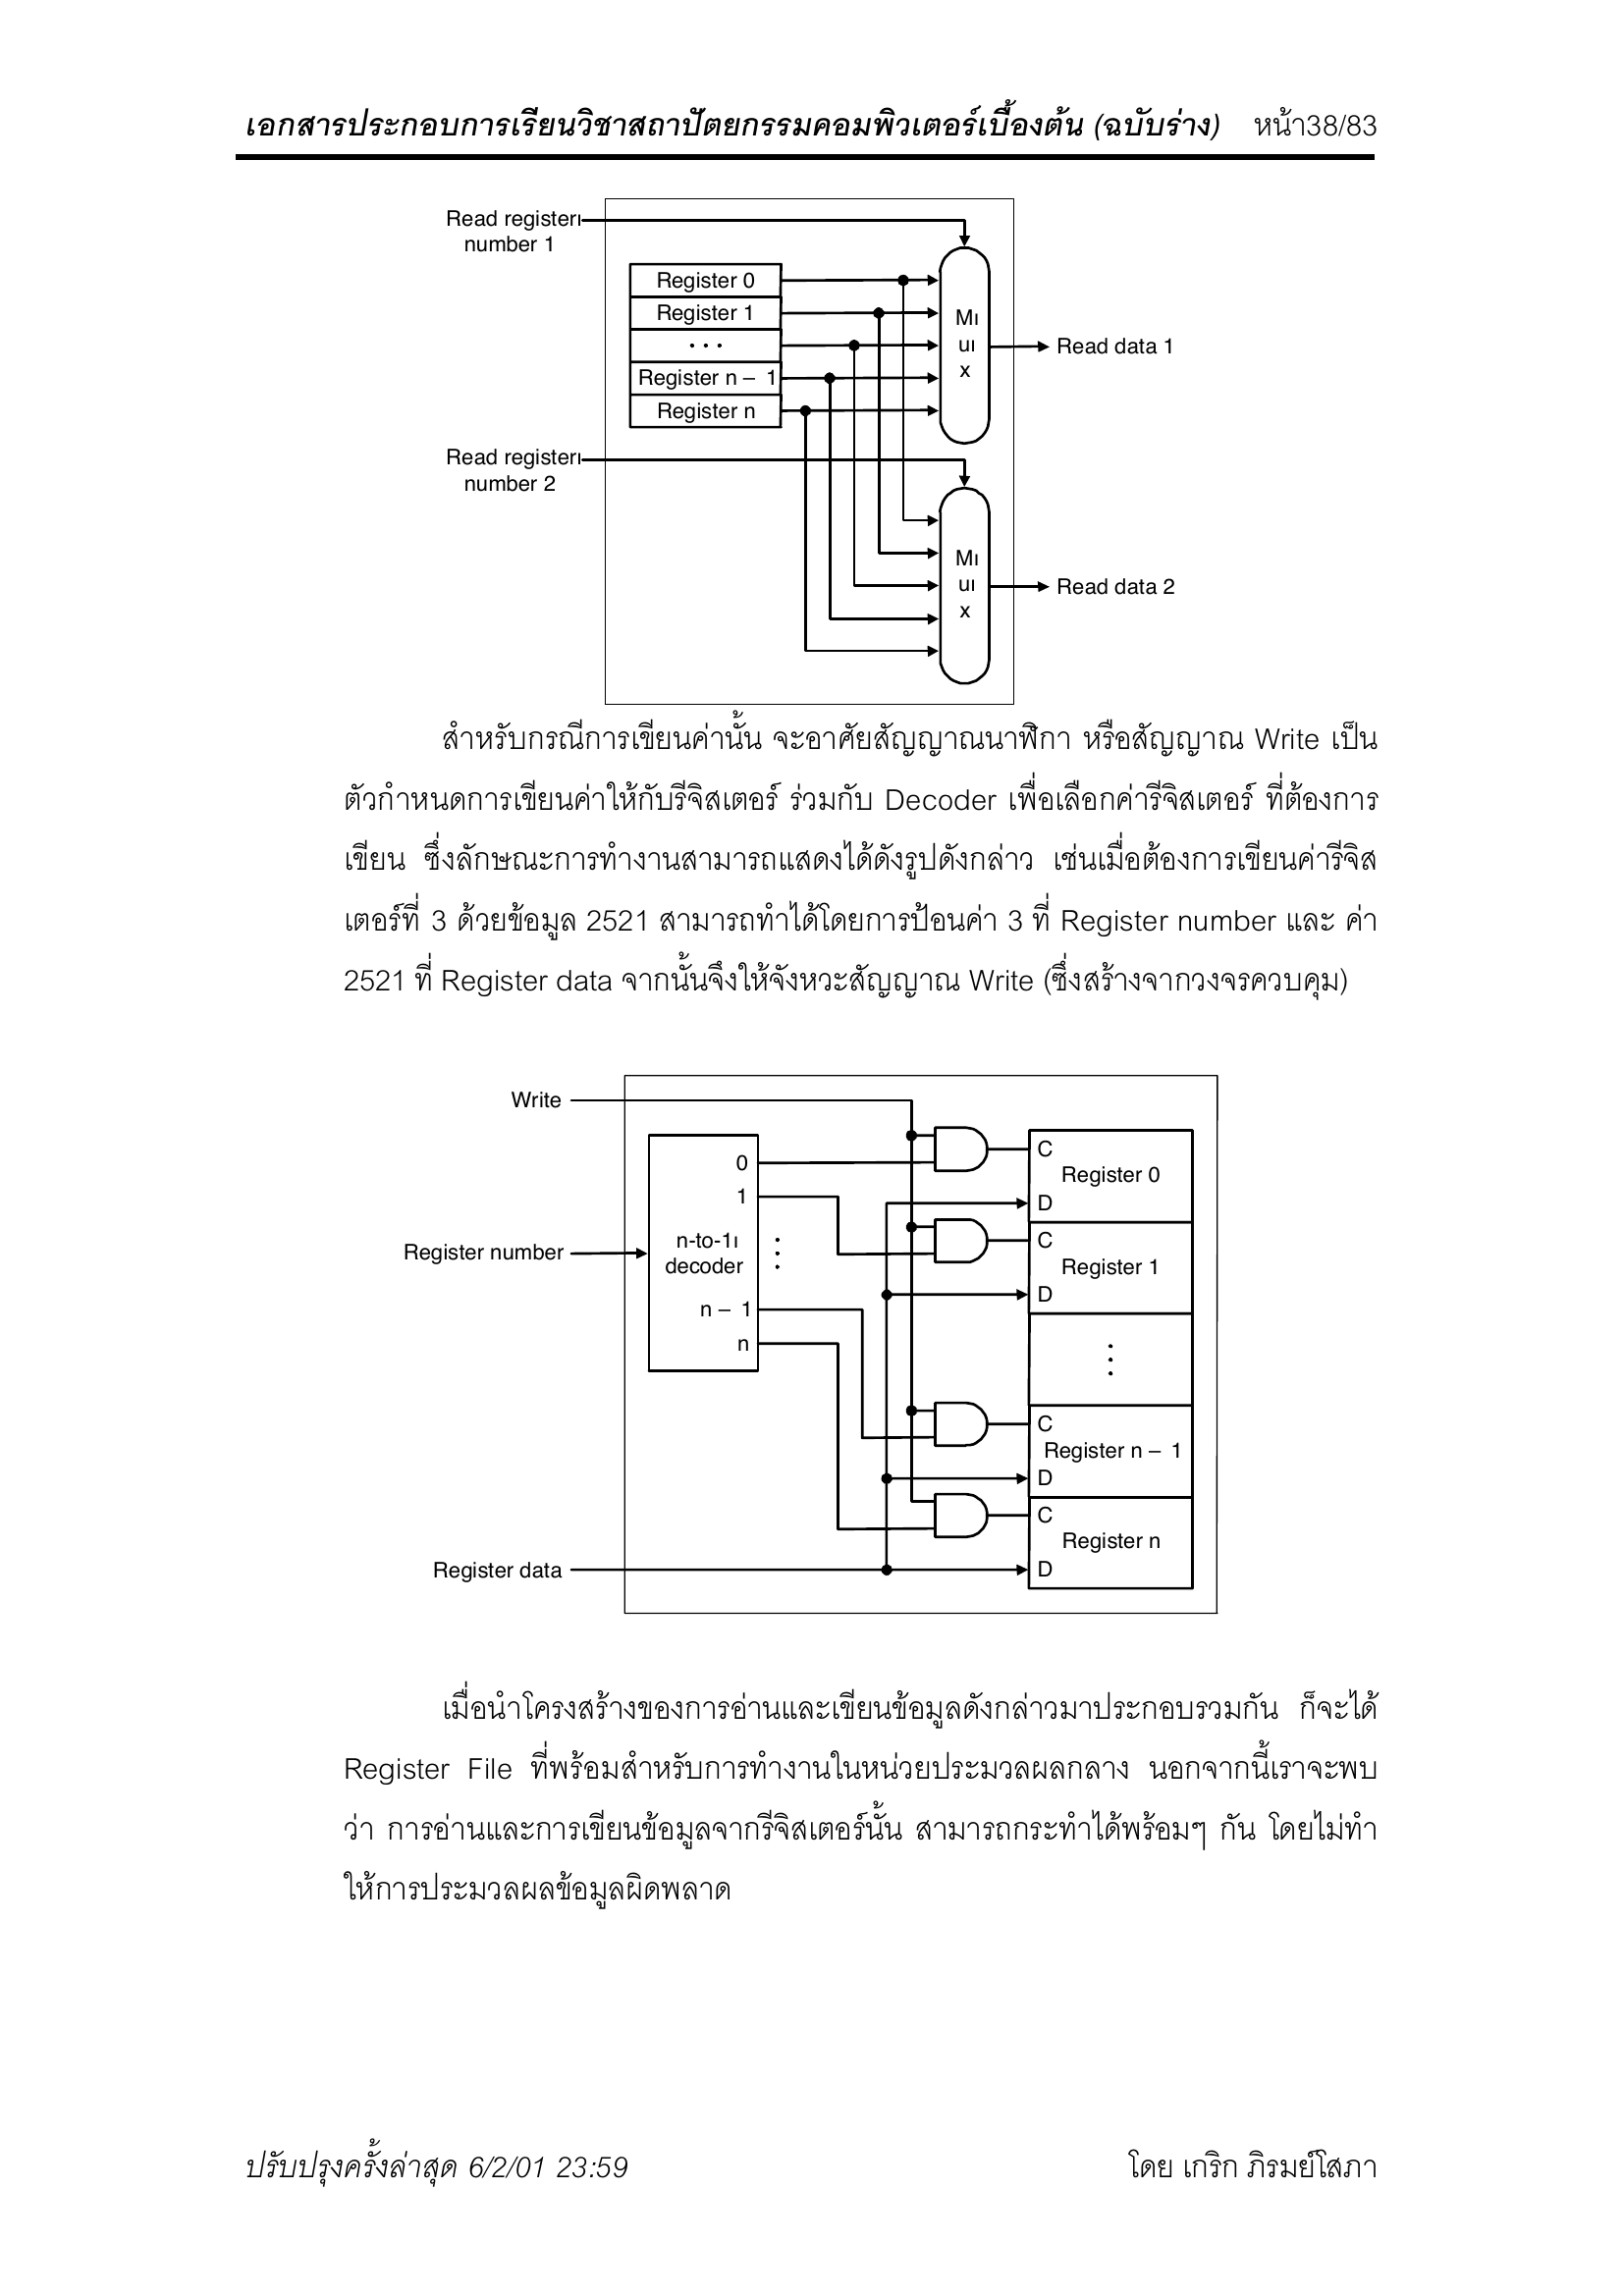 เอกสารประกอบการเรียนวิชาสถาปัตยกรรมคอมพิวเตอร์เบื้องต้น (ฉบับร่าง) หน้า38/83
Read register
number 1
Register 0
Register 1
. . .
Register n – 1
Register n
M
u
x
Read data 1
Read register
number 2
M
u
x
Read data 2
สำหรับกรณีการเขียนค่านั้น จะอาศัยสัญญาณนาฬิกา หรือสัญญาณ Write เป็น
ตัวกำหนดการเขียนค่าให้กับรีจิสเตอร์ ร่วมกับ Decoder เพื่อเลือกค่ารีจิสเตอร์ ที่ต้องการ
เขียน ซึ่งลักษณะการทำงานสามารถแสดงได้ดังรูปดังกล่าว เช่นเมื่อต้องการเขียนค่ารีจิส
เตอร์ที่ 3 ด้วยข้อมูล 2521 สามารถทำได้โดยการป้อนค่า 3 ที่ Register number และ ค่า
2521 ที่ Register data จากนั้นจึงให้จังหวะสัญญาณ Write (ซึ่งสร้างจากวงจรควบคุม)
Write
0
1
n-to-1
decoder
n – 1
n
Register number
Register data
C
Register 0
D
C
Register 1
D
C
Register n – 1
D
C
Register n
D
เมื่อนำโครงสร้างของการอ่านและเขียนข้อมูลดังกล่าวมาประกอบรวมกัน ก็จะได้
Register File ที่พร้อมสำหรับการทำงานในหน่วยประมวลผลกลาง นอกจากนี้เราจะพบ
ว่า การอ่านและการเขียนข้อมูลจากรีจิสเตอร์นั้น สามารถกระทำได้พร้อมๆ กัน โดยไม่ทำ
ให้การประมวลผลข้อมูลผิดพลาด
ปรับปรุงครั้งล่าสุด 6/2/01 23:59
โดย เกริก ภิรมย์โสภา